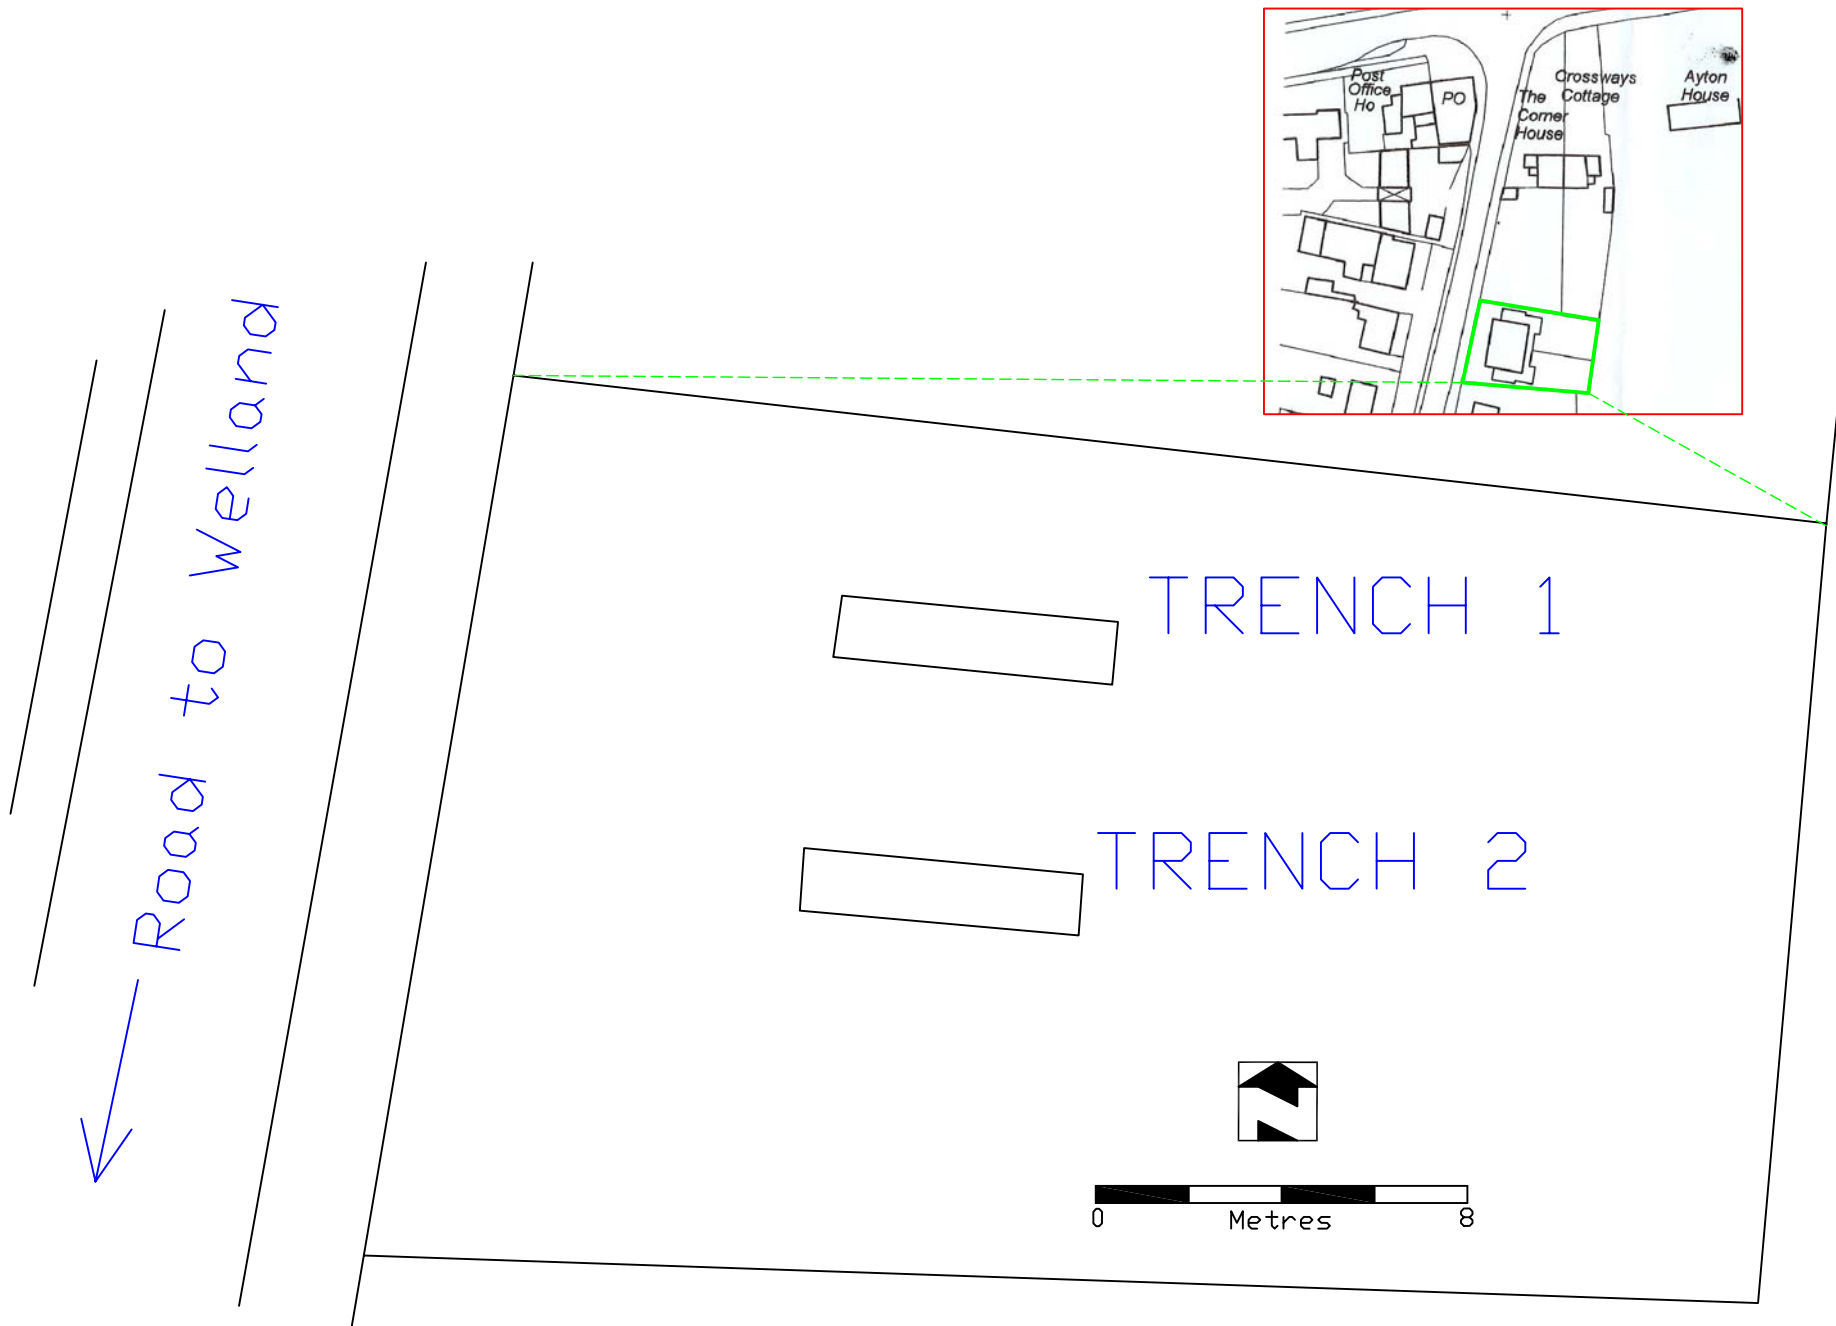 Post
Office
Ho
PO
Crossways
Cottage
The
Corner
House
Ayton
House
Road to Welland
TRENCH 1
TRENCH 2
0 Metres 8